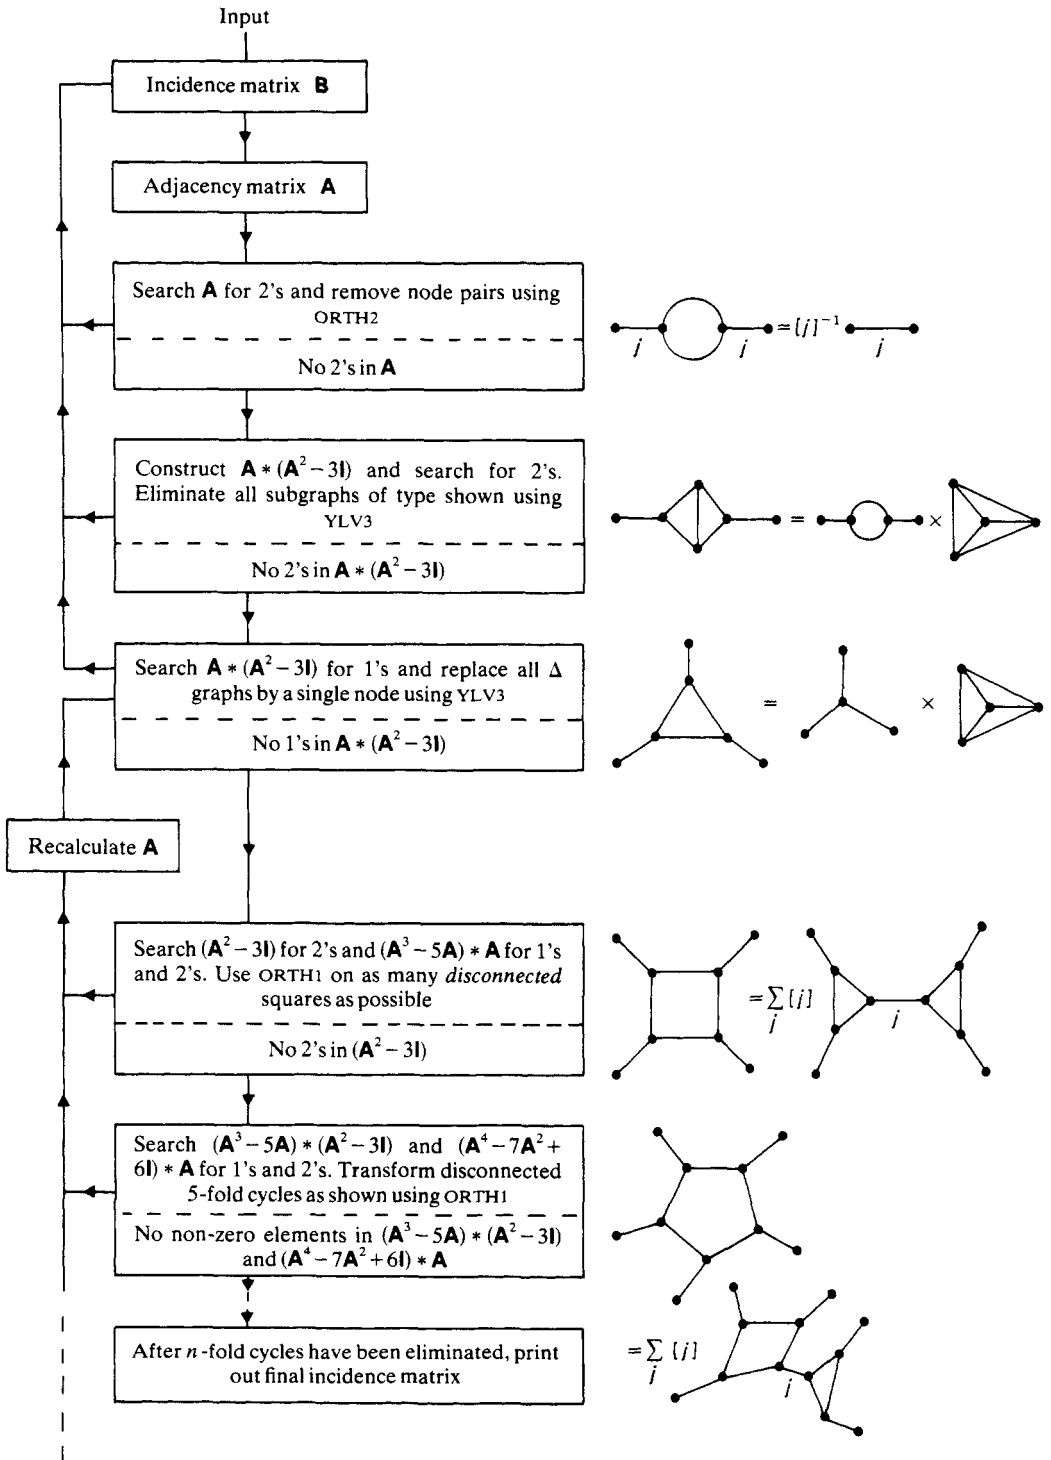 Input
Incidence matrix B
Adjacency matrix A
Search A for 2's and remove node pairs using
ORTH2
No 2's in A
j j = [j]⁻¹ j
Construct A * (A² − 3I) and search for 2's.
Eliminate all subgraphs of type shown using
YLV3
No 2's in A * (A² − 3I)
= ×
Search A * (A² − 3I) for 1's and replace all Δ
graphs by a single node using YLV3
No 1's in A * (A² − 3I)
= ×
Recalculate A
Search (A² − 3I) for 2's and (A³ − 5A) * A for 1's
and 2's. Use ORTH1 on as many disconnected
squares as possible
No 2's in (A² − 3I)
= Σ [j] j
j
Search (A³ − 5A) * (A² − 3I) and (A⁴ − 7A² +
6I) * A for 1's and 2's. Transform disconnected
5-fold cycles as shown using ORTH1
No non-zero elements in (A³ − 5A) * (A² − 3I)
and (A⁴ − 7A² + 6I) * A
After n-fold cycles have been eliminated, print
out final incidence matrix
= Σ [j] j
j